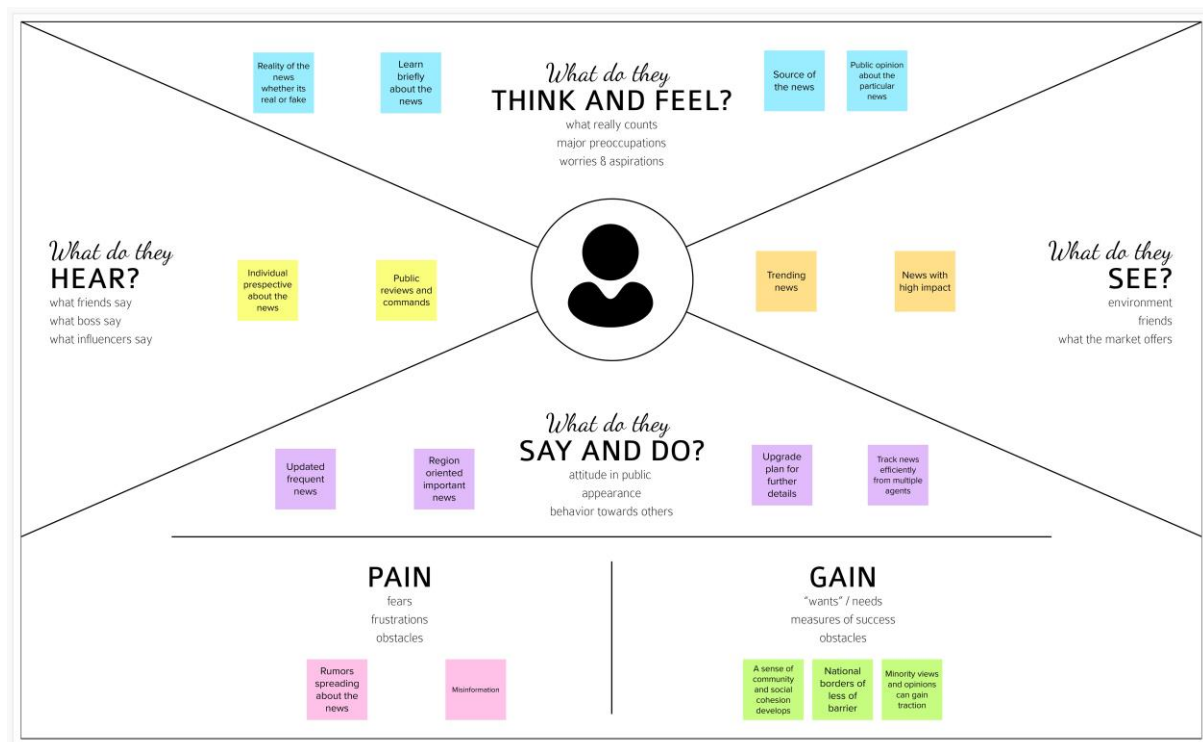 Reality of the
news
whether its
real or fake
Learn
briefly
about the
news
What do they
THINK AND FEEL?
what really counts
major preoccupations
worries & aspirations
Source of
the news
Public opinion
about the
particular
news
What do they
HEAR?
what friends say
what boss say
what influencers say
Individual
prespective
about the
news
Public
reviews and
commands
Trending
news
News with
high impact
What do they
SEE?
environment
friends
what the market offers
What do they
SAY AND DO?
attitude in public
appearance
behavior towards others
Updated
frequent
news
Region
oriented
important
news
Upgrade
plan for
further
details
Track news
efficiently
from multiple
agents
PAIN
fears
frustrations
obstacles
Rumors
spreading
about the
news
Misinformation
GAIN
"wants" / needs
measures of success
obstacles
A sense of
community
and social
cohesion
develops
National
borders of
less of
barrier
Minority views
and opinions
can gain
traction